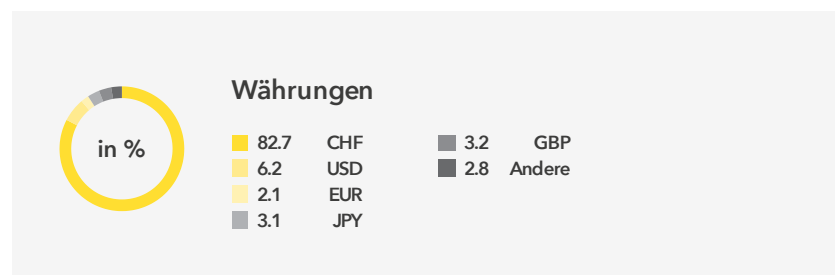 Währungen
in %
82.7 CHF
6.2 USD
2.1 EUR
3.1 JPY
3.2 GBP
2.8 Andere